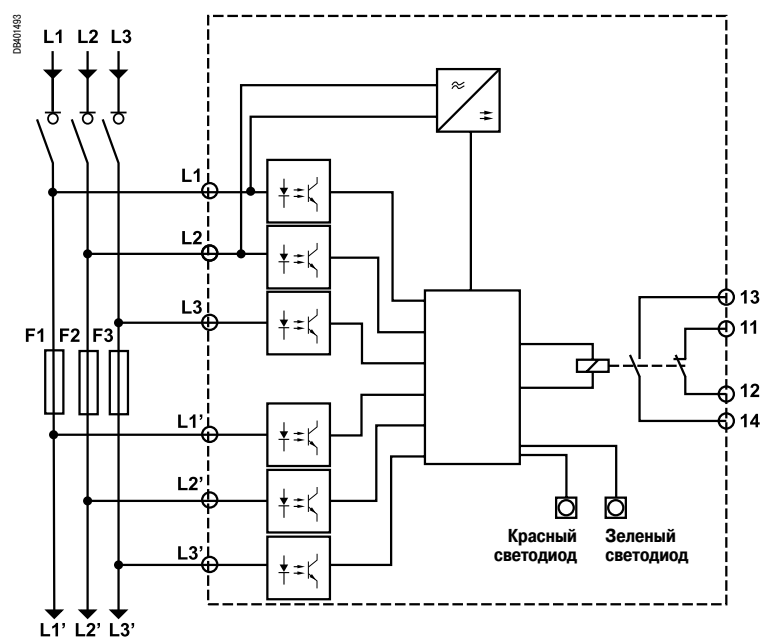 DB401493
L1 L2 L3
L1
L2
L3
F1 F2 F3
L1’
L2’
L3’
L1’ L2’ L3’
13
11
12
14
Красный
светодиод
Зеленый
светодиод